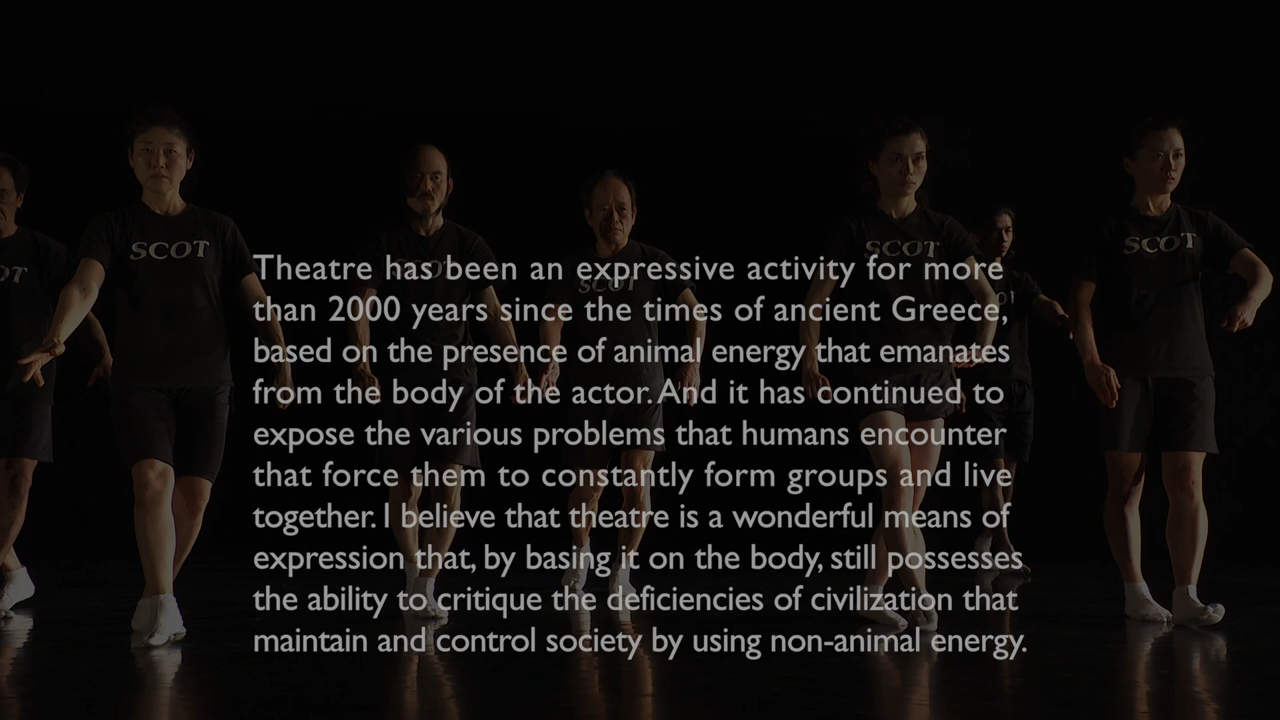 SCOT
SCOT
SCOT
SCOT
Theatre has been an expressive activity for more
than 2000 years since the times of ancient Greece,
based on the presence of animal energy that emanates
from the body of the actor. And it has continued to
expose the various problems that humans encounter
that force them to constantly form groups and live
together. I believe that theatre is a wonderful means of
expression that, by basing it on the body, still possesses
the ability to critique the deficiencies of civilization that
maintain and control society by using non-animal energy.